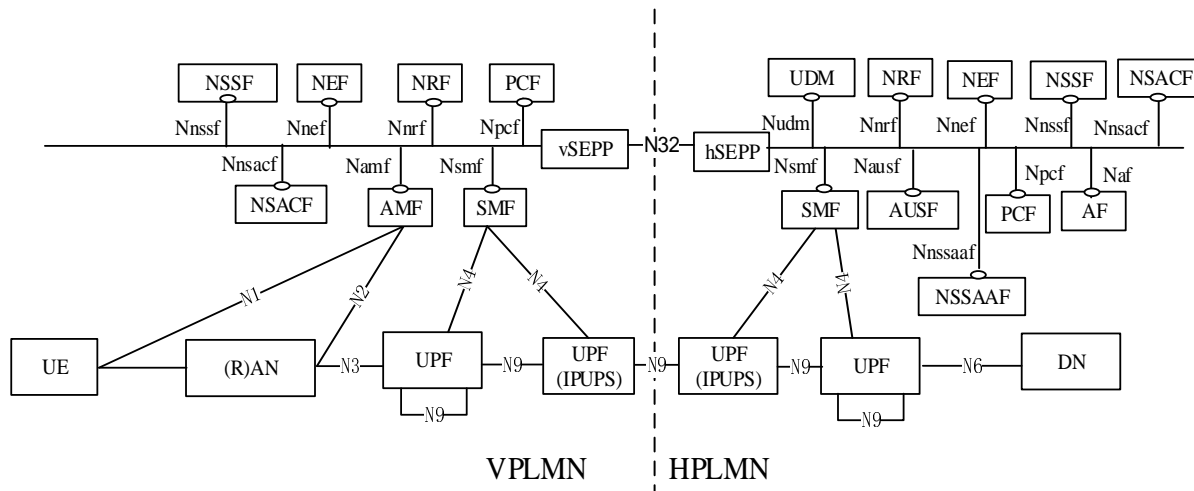 NSSF NEF NRF PCF UDM NRF NEF NSSF NSACF
Nnssf Nnef Nnrf Npcf Nudm Nnrf Nnef Nnssf Nnsacf
vSEPP N32 hSEPP
Nnsacf Namf Nsmf Nsmf Nausf Npcf Naf
NSACF AMF SMF SMF AUSF PCF AF
Nnssaaf
N1 N2 N4 N4 N4 N4 NSSAAF
UE (R)AN N3 UPF N9 UPF N9 UPF N9 UPF N6 DN
(IPUPS) (IPUPS)
N9 N9
VPLMN HPLMN